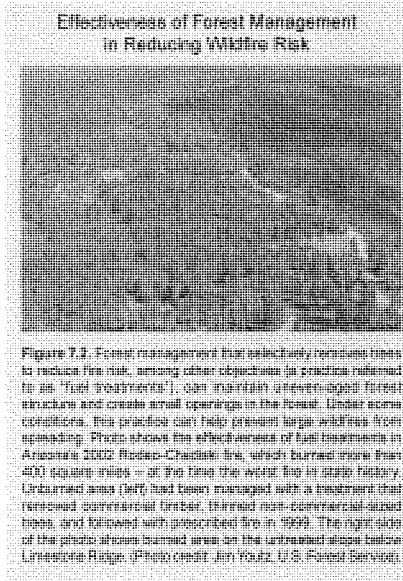 Effectiveness of Forest Management
in Reducing Wildfire Risk
Figure 7.2. Forest management that selectively removes trees
to reduce fire risk, among other objectives (a practice referred
to as "fuel treatments"), can maintain uneven-aged forest
structure and create small openings in the forest. Under some
conditions, this practice can help prevent large wildfires from
spreading. Photo shows the effectiveness of fuel treatments in
Arizona's 2002 Rodeo-Chediski fire, which burned more than
400 square miles – at the time the worst fire in state history.
Unburned area (left) had been managed with a treatment that
removed commercial timber, thinned non-commercial-sized
trees, and followed with prescribed fire in 1999. The right side
of the photo shows burned area on the untreated slope below
Limestone Ridge. (Photo credit: Jim Youtz, U.S. Forest Service).